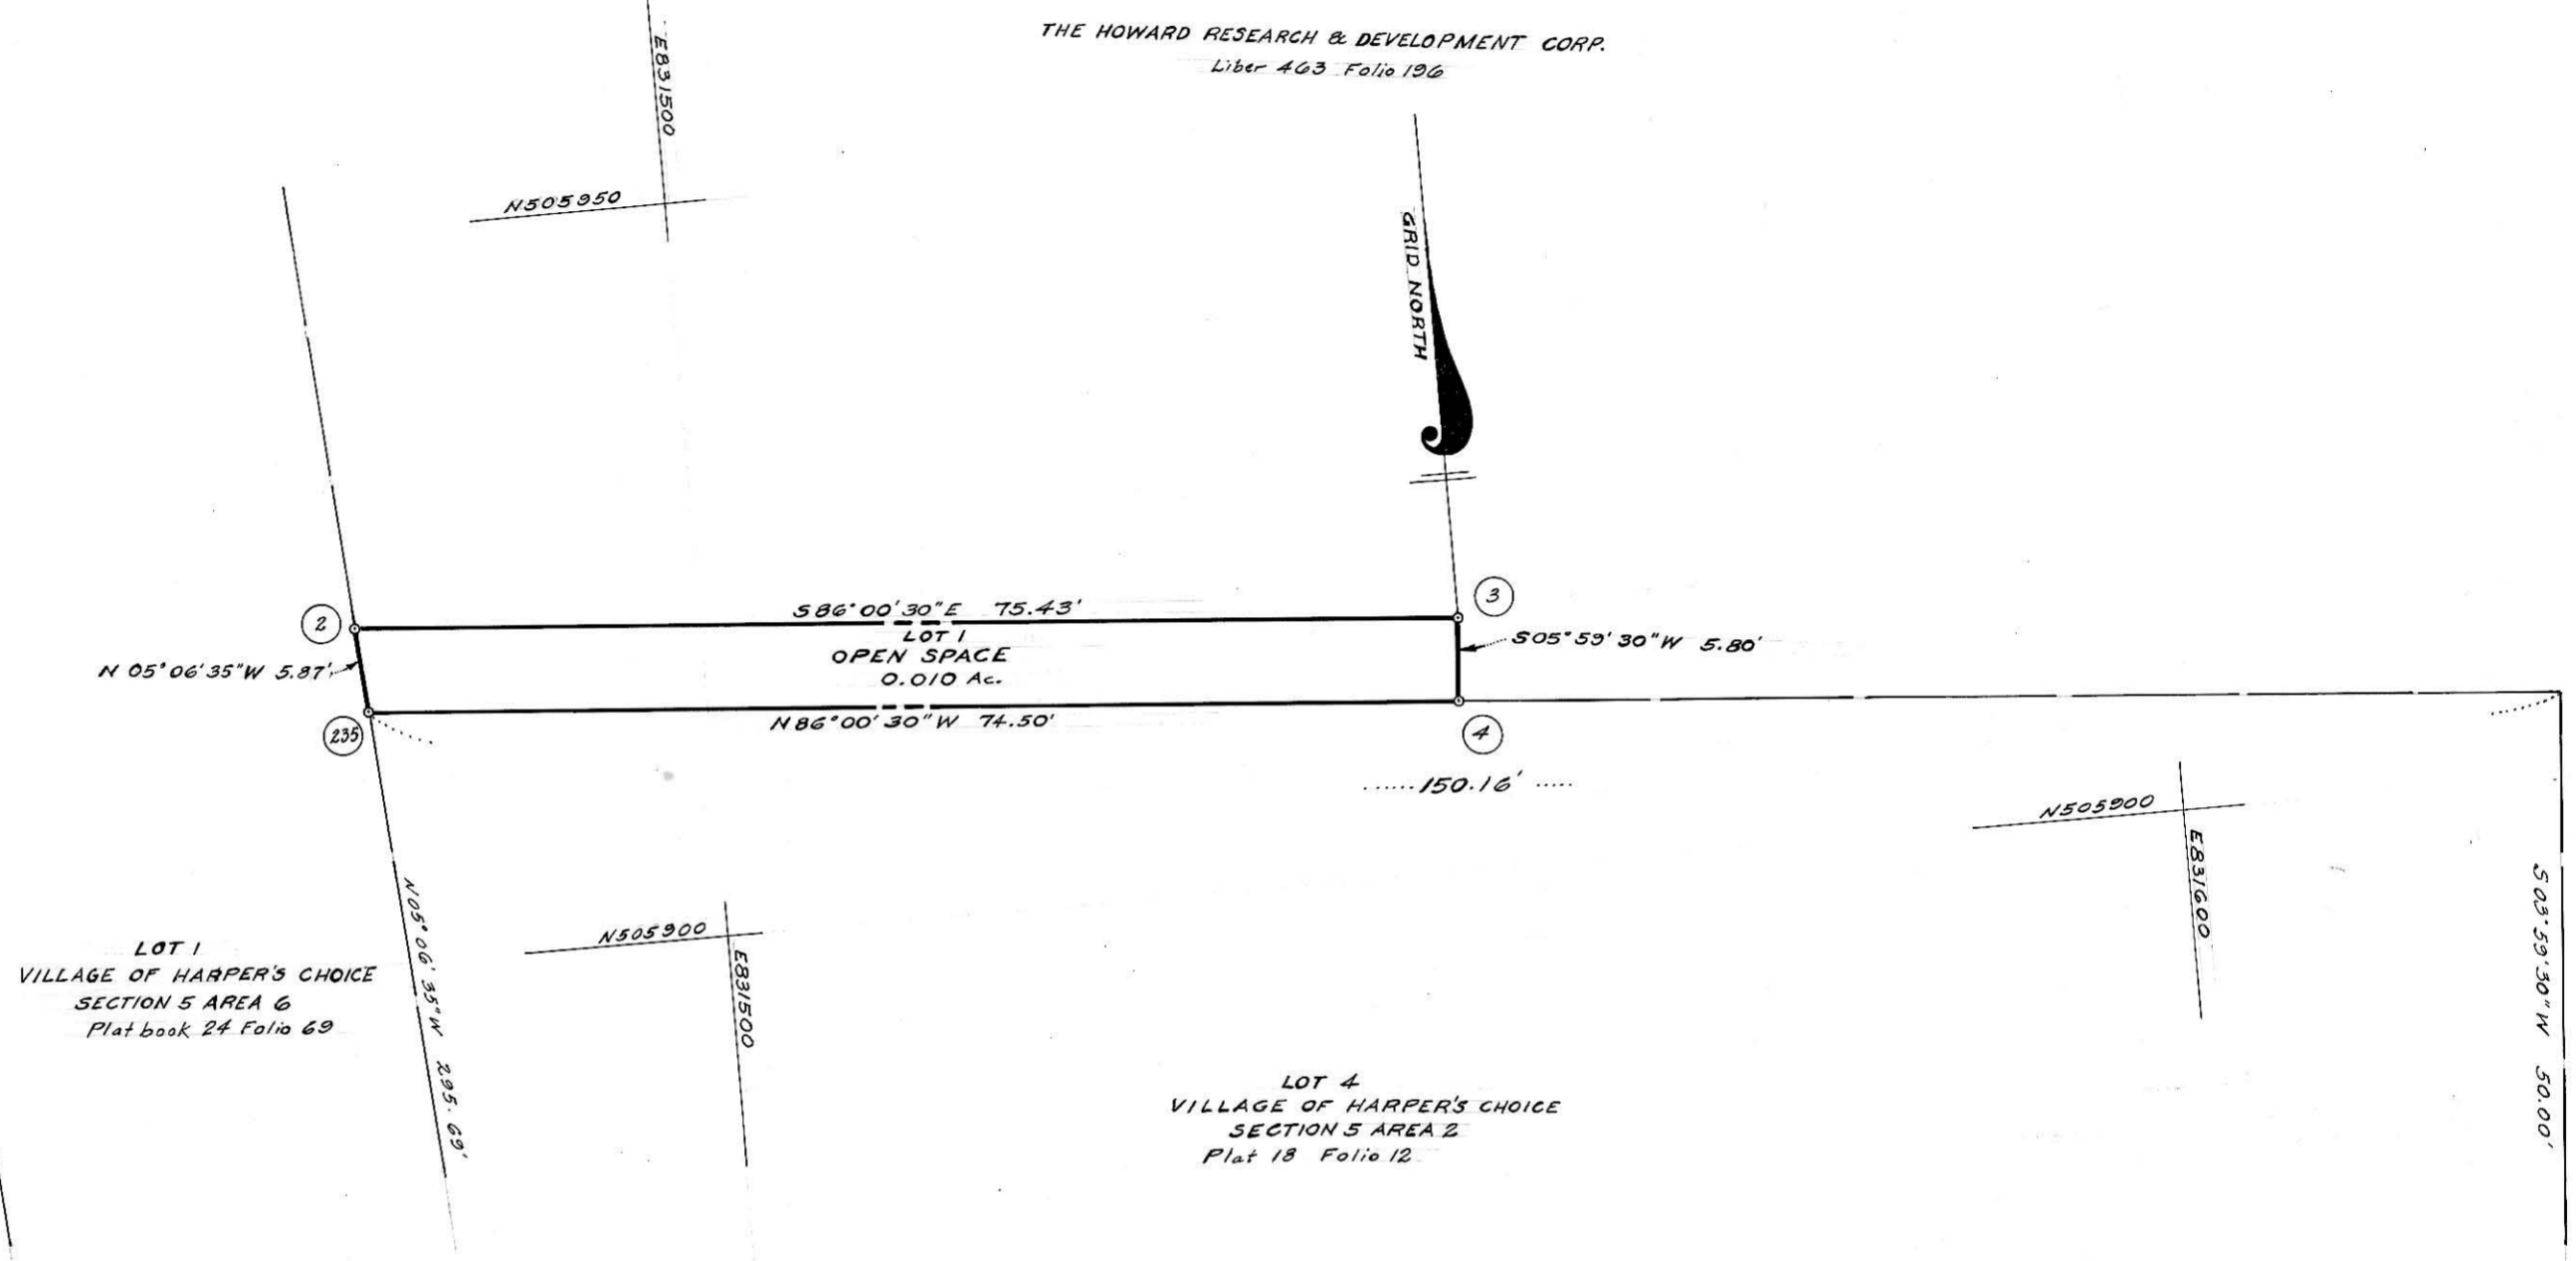 THE HOWARD RESEARCH & DEVELOPMENT CORP.
Liber 463 Folio 196
E831500
N505950
GRID NORTH
2
3
S86°00'30"E 75.43'
LOT 1
OPEN SPACE
0.010 Ac.
N86°00'30"W 74.50'
N 05°06'35"W 5.87'
S05°59'30"W 5.80'
235
4
......150.16' .....
N505900
E831600
N505900
E831500
N05°06'35"W 295.69'
S03°59'30"W 50.00'
LOT 1
VILLAGE OF HARPER'S CHOICE
SECTION 5 AREA 6
Plat book 24 Folio 69
LOT 4
VILLAGE OF HARPER'S CHOICE
SECTION 5 AREA 2
Plat 18 Folio 12